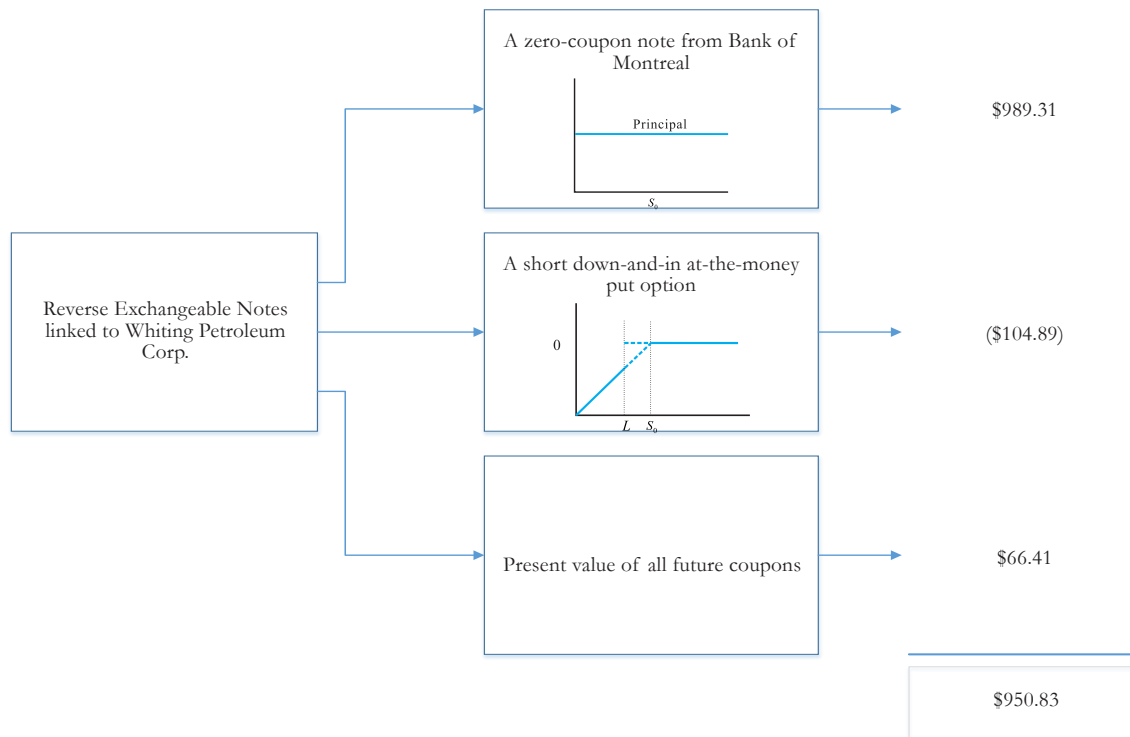 A zero-coupon note from Bank of
Montreal
Principal
S₀
$989.31
Reverse Exchangeable Notes
linked to Whiting Petroleum
Corp.
A short down-and-in at-the-money
put option
0
L S₀
($104.89)
Present value of all future coupons
$66.41
$950.83